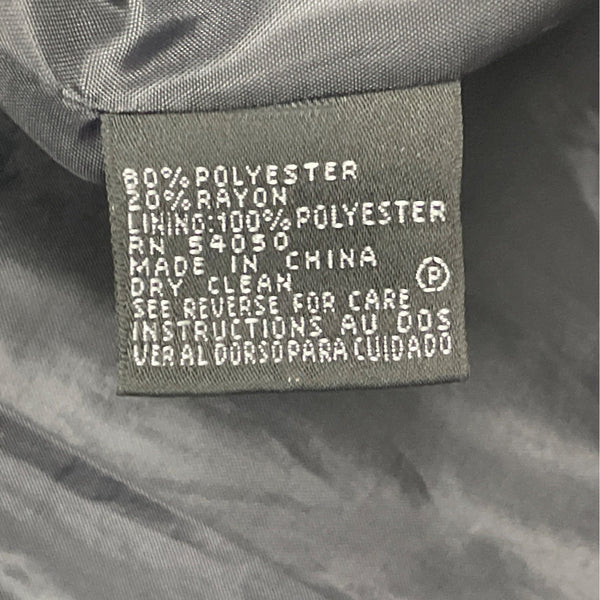 80% POLYESTER
20% RAYON
LINING:100% POLYESTER
RN 54050
MADE IN CHINA
DRY CLEAN Ⓟ
SEE REVERSE FOR CARE
INSTRUCTIONS AU DOS
VER AL DORSO PARA CUIDADO